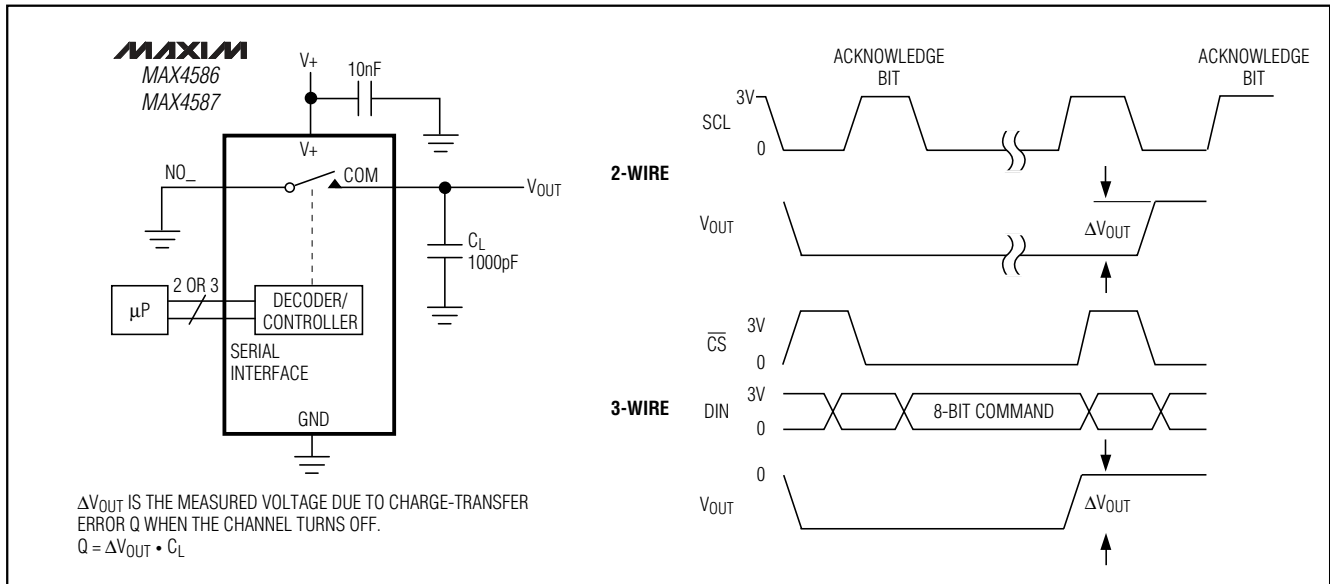 MAXIM
MAX4586
MAX4587
V+
10nF
V+
NO_
COM
VOUT
CL
1000pF
µP
2 OR 3
DECODER/
CONTROLLER
SERIAL
INTERFACE
GND
ΔVOUT IS THE MEASURED VOLTAGE DUE TO CHARGE-TRANSFER
ERROR Q WHEN THE CHANNEL TURNS OFF.
Q = ΔVOUT • CL
2-WIRE
ACKNOWLEDGE
BIT
ACKNOWLEDGE
BIT
SCL
3V
0
VOUT
ΔVOUT
3-WIRE
CS
3V
0
DIN
3V
0
8-BIT COMMAND
VOUT
0
ΔVOUT